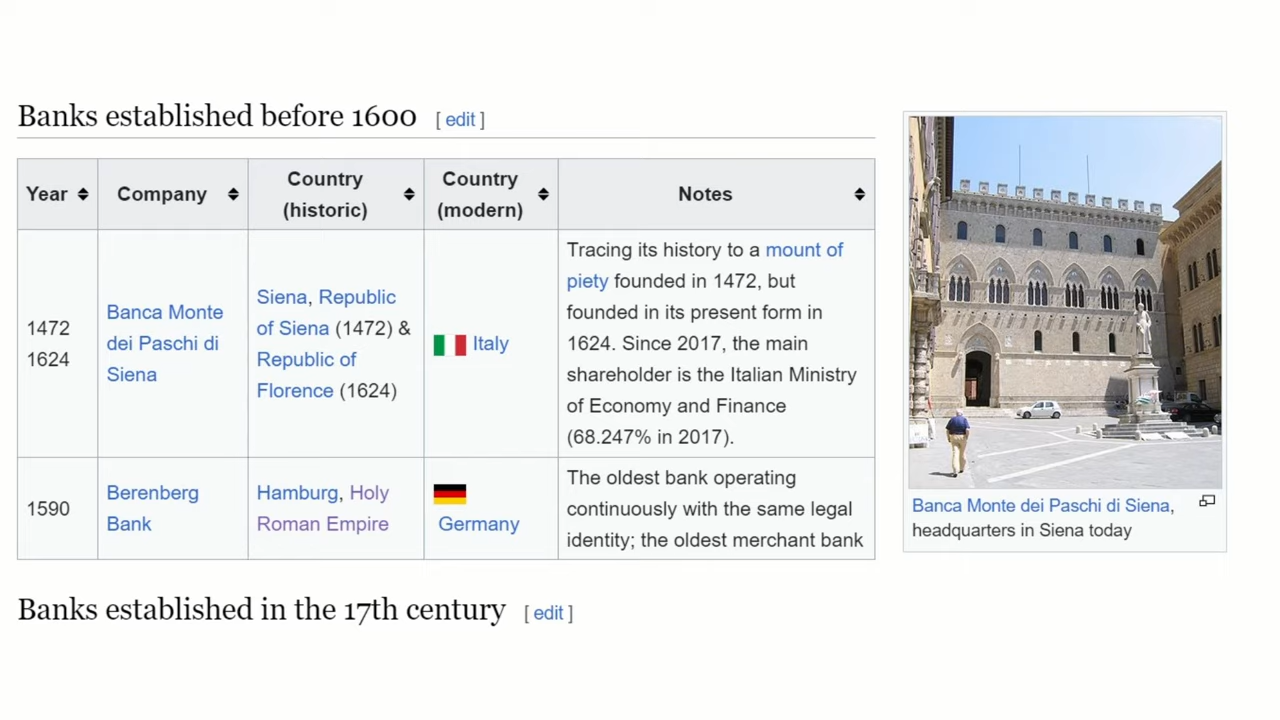 Banks established before 1600 [ edit ]
Year
Company
Country
(historic)
Country
(modern)
Notes
1472
1624
Banca Monte
dei Paschi di
Siena
Siena, Republic
of Siena (1472) &
Republic of
Florence (1624)
Italy
Tracing its history to a mount of
piety founded in 1472, but
founded in its present form in
1624. Since 2017, the main
shareholder is the Italian Ministry
of Economy and Finance
(68.247% in 2017).
1590
Berenberg
Bank
Hamburg, Holy
Roman Empire
Germany
The oldest bank operating
continuously with the same legal
identity; the oldest merchant bank
Banca Monte dei Paschi di Siena,
headquarters in Siena today
Banks established in the 17th century [ edit ]